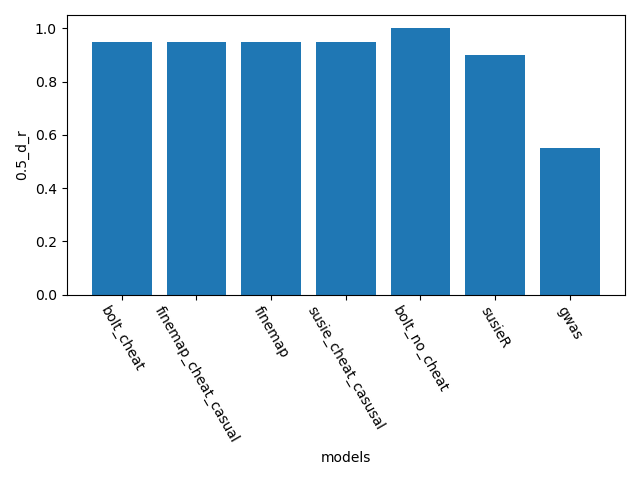 1.0
0.8
0.6
0.4
0.2
0.0
0.5_d_r
bolt_cheat
finemap_cheat_casual
finemap
susie_cheat_casusal
bolt_no_cheat
susieR
gwas
models